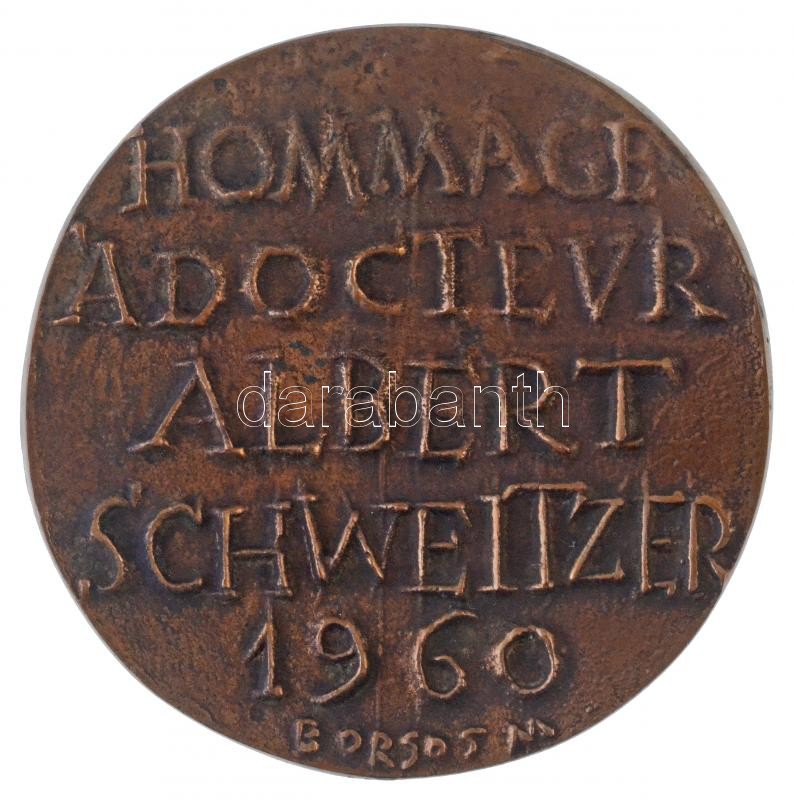 HOMMAGE
A DOCTEVR
ALBERT
darabanth
SCHWEITZER
1960
BORSOS M